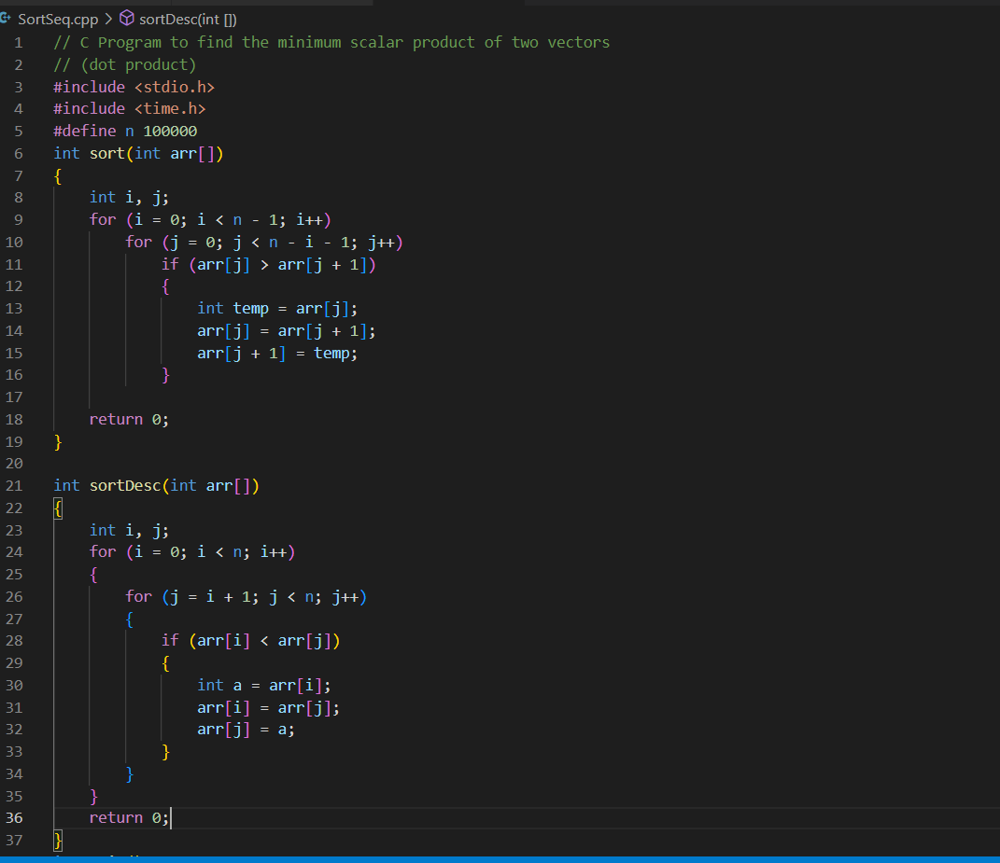 SortSeq.cpp > sortDesc(int [])
1 // C Program to find the minimum scalar product of two vectors
2 // (dot product)
3 #include <stdio.h>
4 #include <time.h>
5 #define n 100000
6 int sort(int arr[])
7 {
8     int i, j;
9     for (i = 0; i < n - 1; i++)
10         for (j = 0; j < n - i - 1; j++)
11             if (arr[j] > arr[j + 1])
12             {
13                 int temp = arr[j];
14                 arr[j] = arr[j + 1];
15                 arr[j + 1] = temp;
16             }
17
18     return 0;
19 }
20
21 int sortDesc(int arr[])
22 {
23     int i, j;
24     for (i = 0; i < n; i++)
25     {
26         for (j = i + 1; j < n; j++)
27         {
28             if (arr[i] < arr[j])
29             {
30                 int a = arr[i];
31                 arr[i] = arr[j];
32                 arr[j] = a;
33             }
34         }
35     }
36     return 0;
37 }